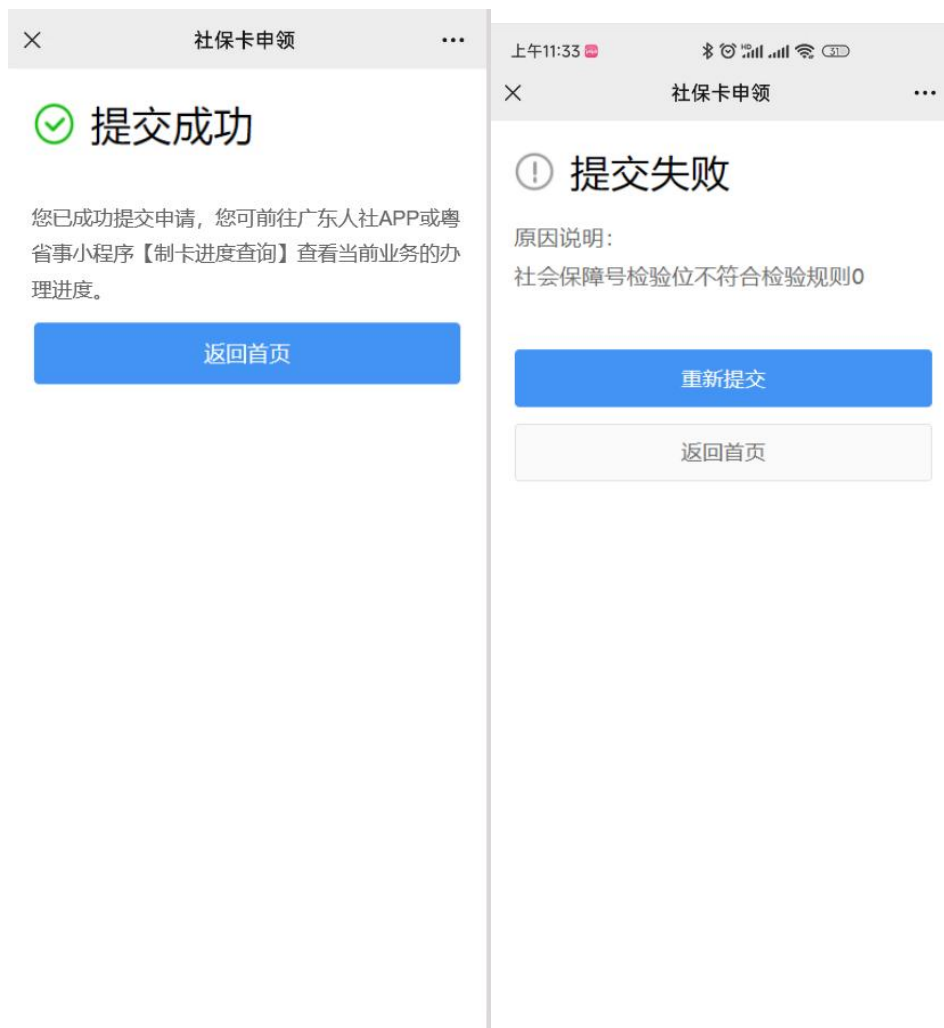 社保卡申领
提交成功
您已成功提交申请，您可前往广东人社APP或粤
省事小程序【制卡进度查询】查看当前业务的办
理进度。
返回首页
上午11:33
31
社保卡申领
提交失败
原因说明：
社会保障号检验位不符合检验规则0
重新提交
返回首页